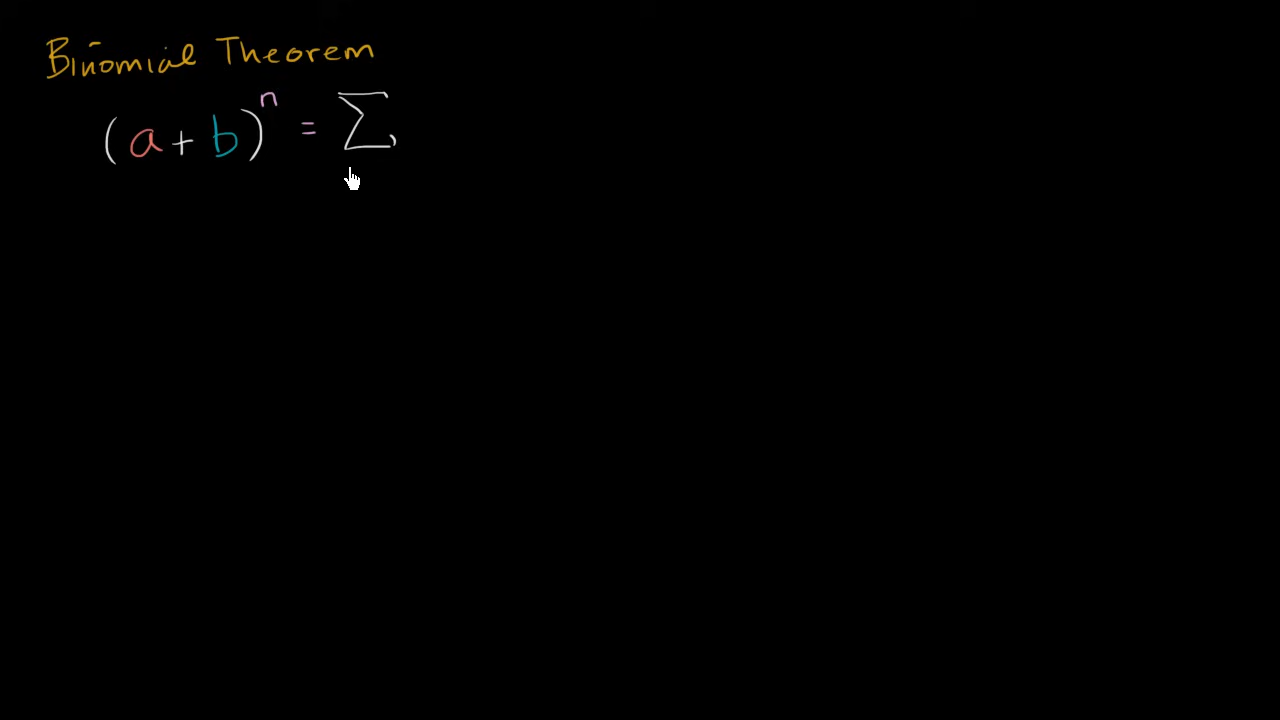 Binomial Theorem
(a+b)^n = Σ